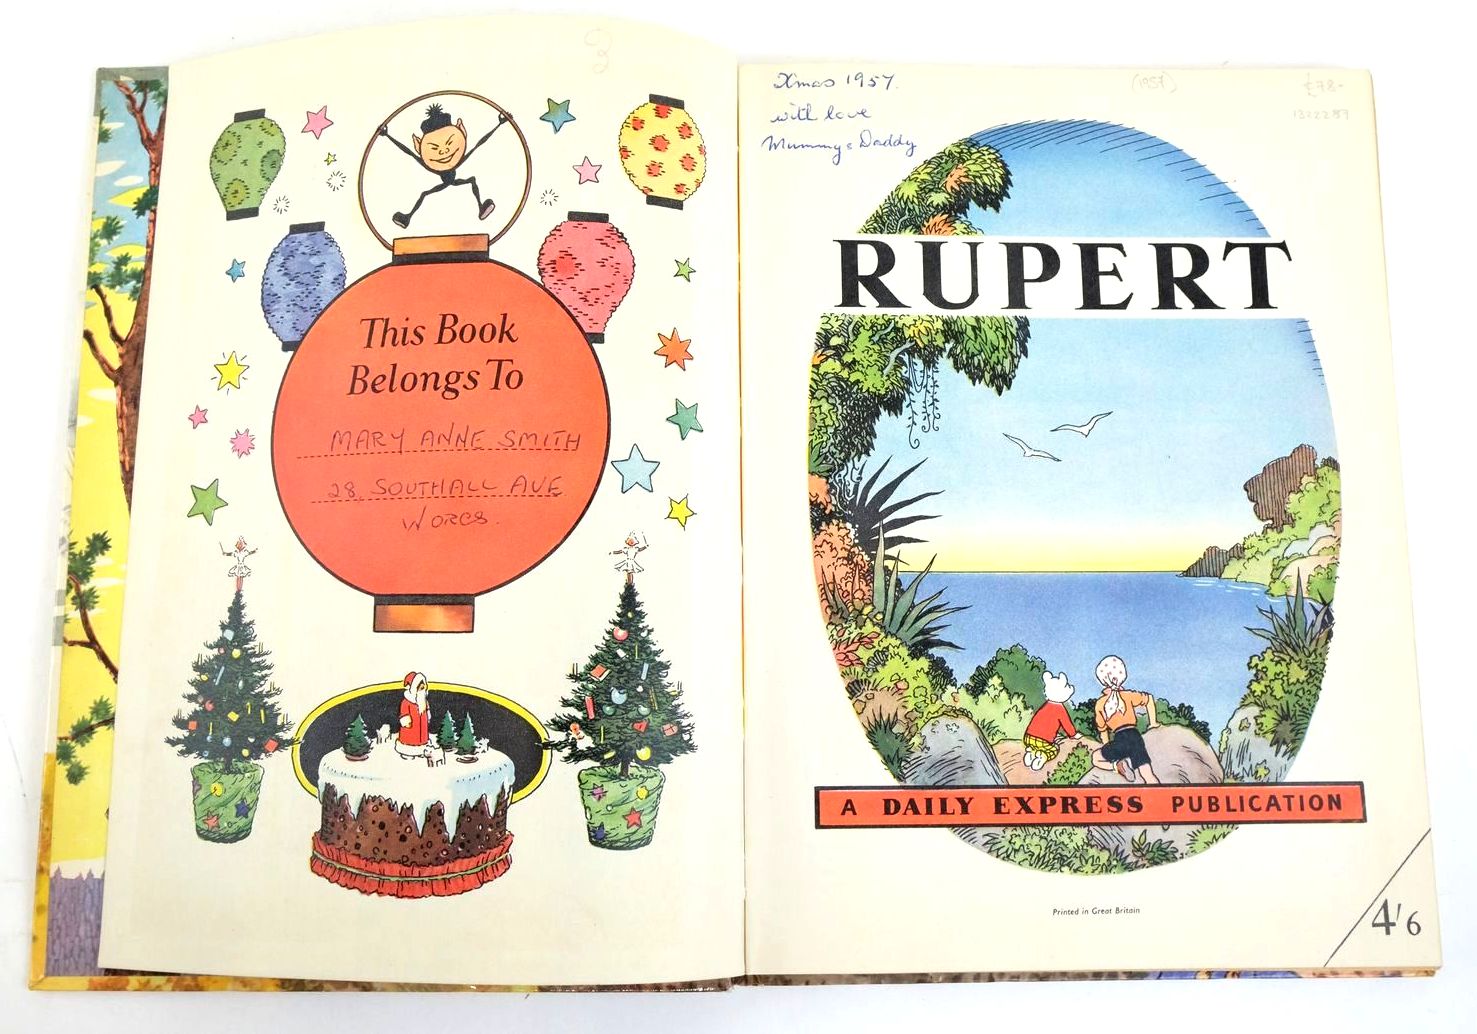 3
This Book
Belongs To
MARY ANNE SMITH
28, SOUTHALL AVE
WORCS.
Xmas 1957.
with love
Mummy & Daddy
(1957)
£78-
1322287
RUPERT
A DAILY EXPRESS PUBLICATION
Printed in Great Britain
4'6